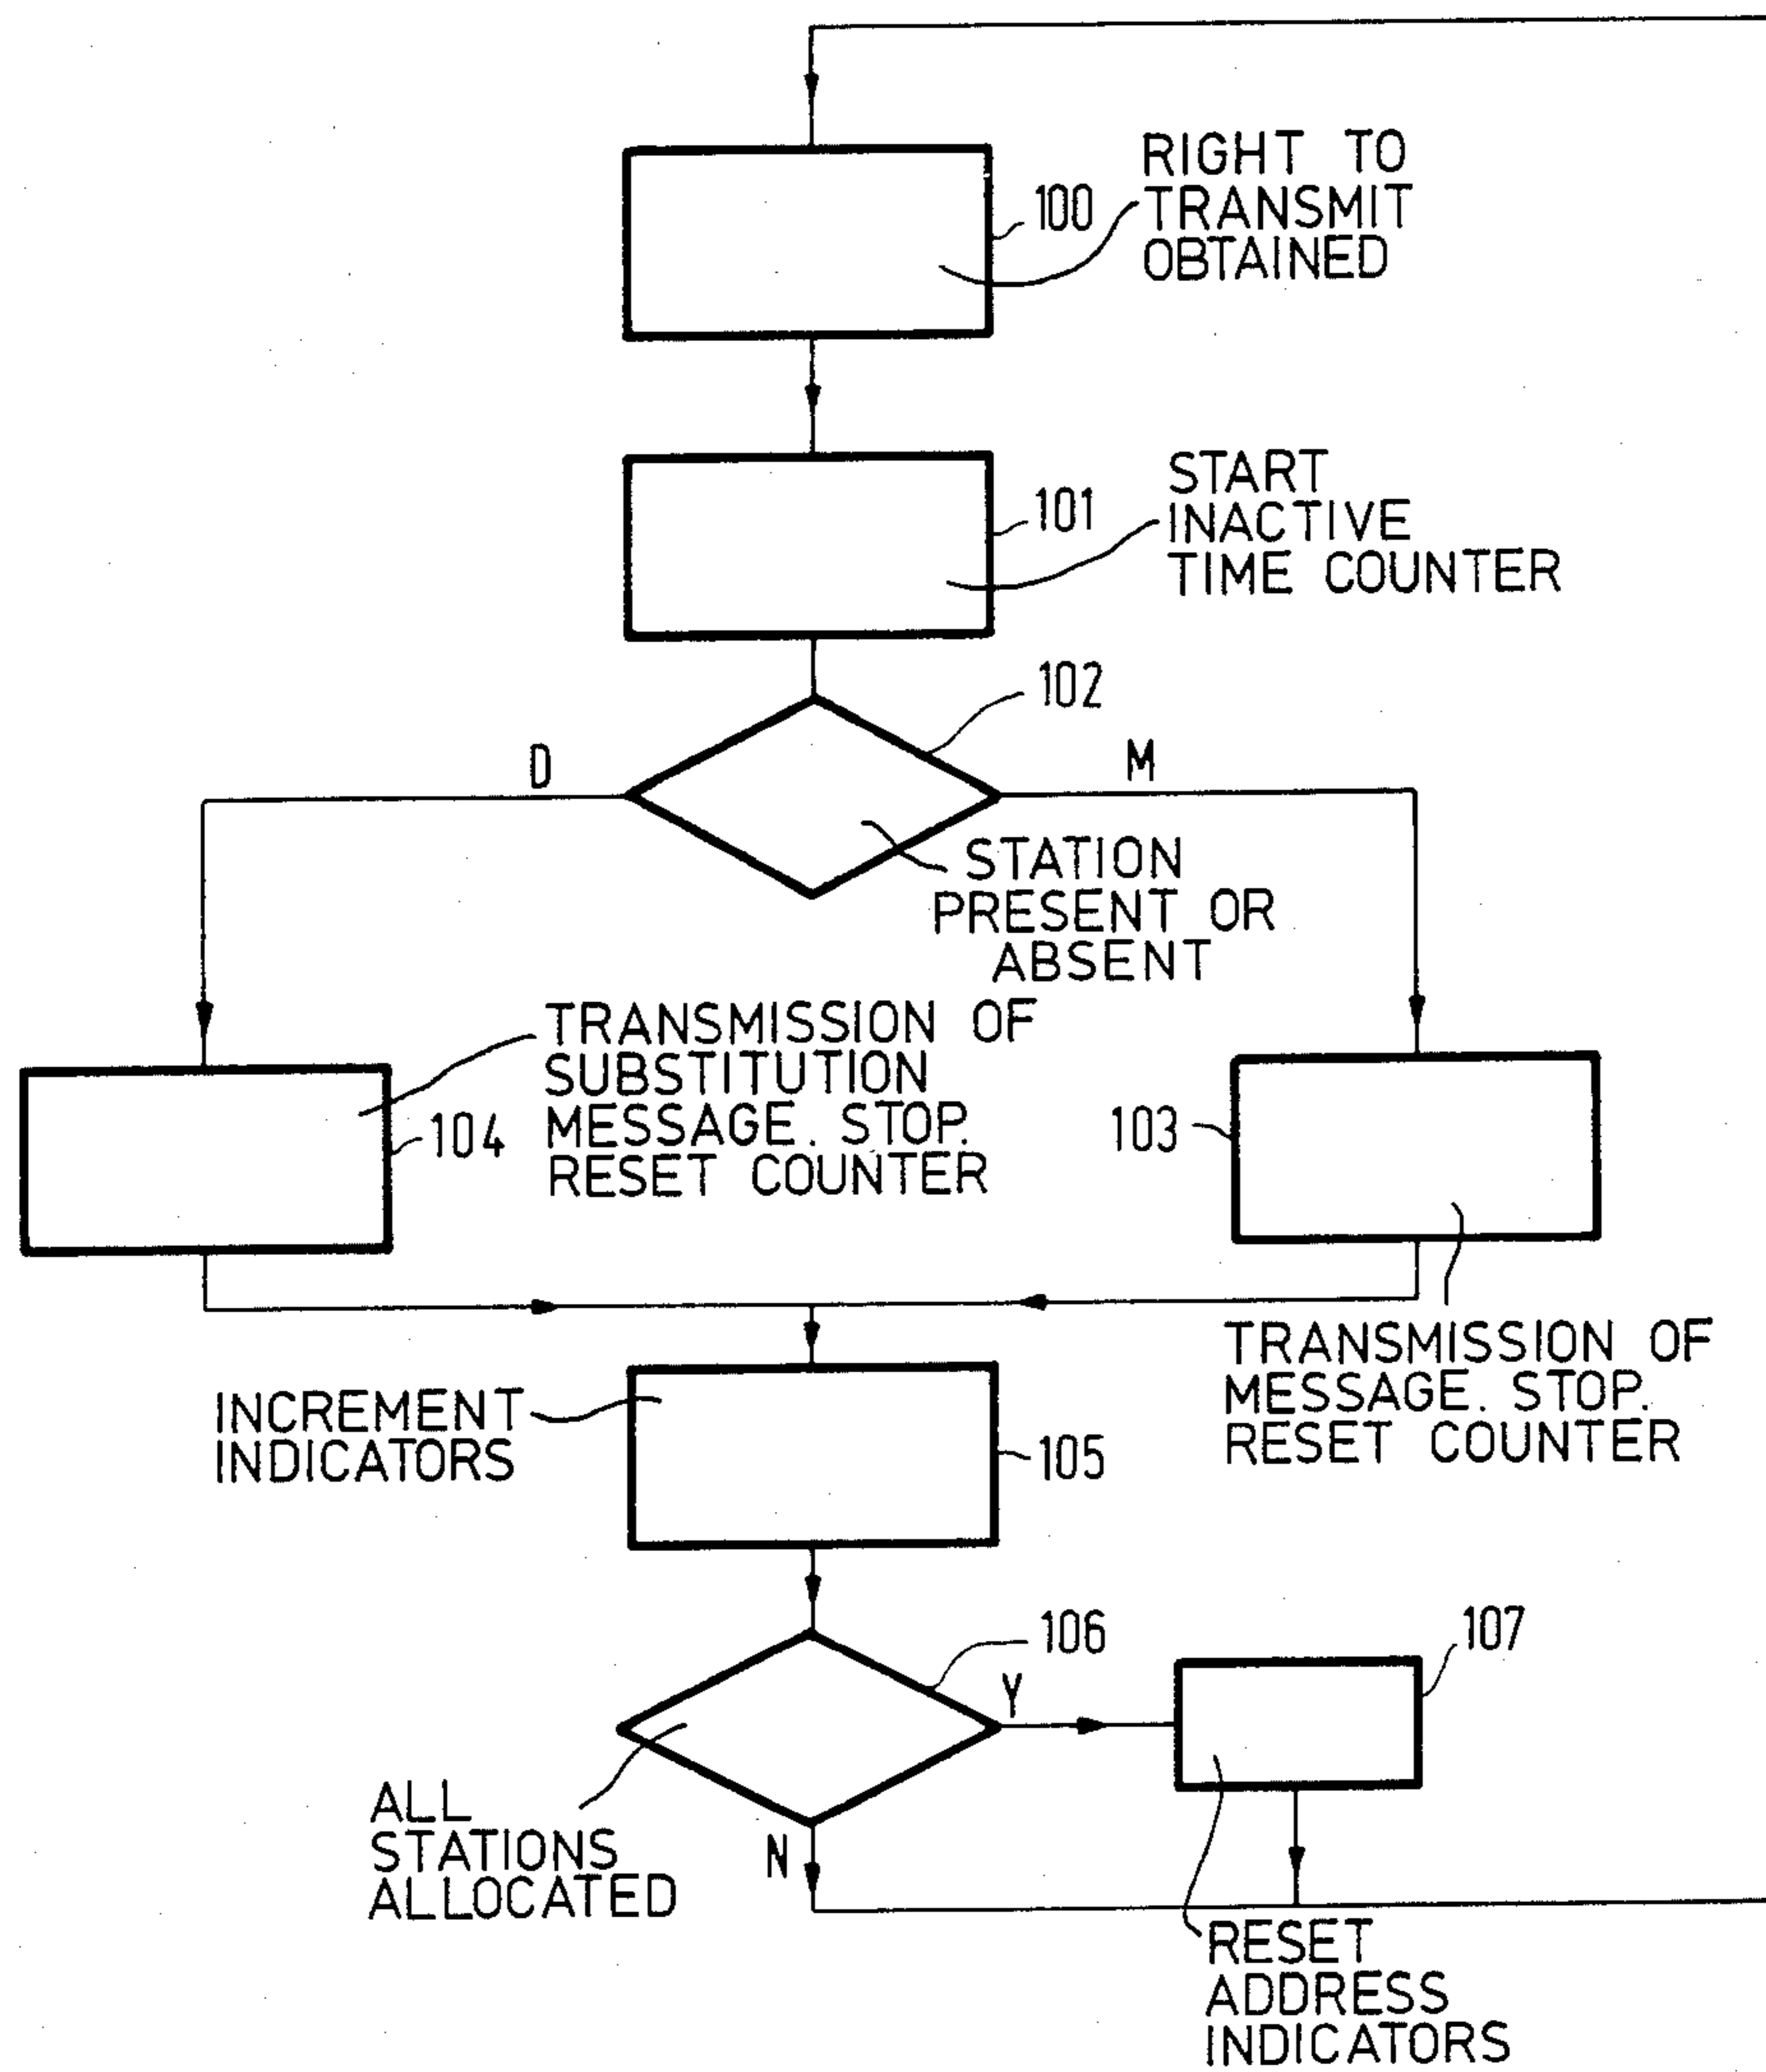 RIGHT TO
TRANSMIT
OBTAINED
100
START
INACTIVE
TIME COUNTER
101
102
D
M
STATION
PRESENT OR
ABSENT
TRANSMISSION OF
SUBSTITUTION
MESSAGE. STOP.
RESET COUNTER
104
103
TRANSMISSION OF
MESSAGE. STOP.
RESET COUNTER
INCREMENT
INDICATORS
105
106
107
Y
ALL
STATIONS
ALLOCATED
N
RESET
ADDRESS
INDICATORS